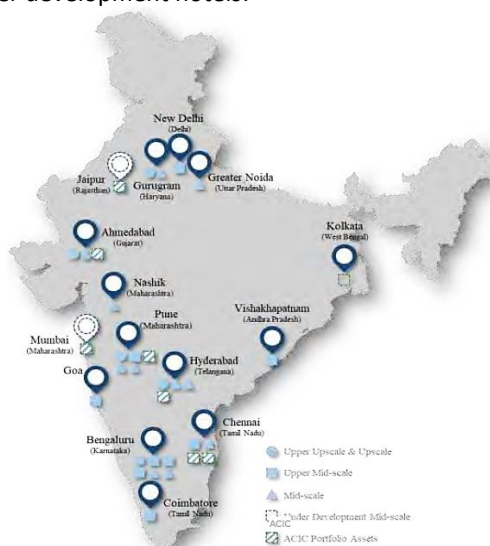 er development hotels.
New Delhi
(Delhi)
Jaipur
(Rajasthan)
Gurugram
(Haryana)
Greater Noida
(Uttar Pradesh)
Ahmedabad
(Gujarat)
Kolkata
(West Bengal)
Nashik
(Maharashtra)
Pune
(Maharashtra)
Vishakhapatnam
(Andhra Pradesh)
Mumbai
(Maharashtra)
Hyderabad
(Telangana)
Goa
Chennai
(Tamil Nadu)
Bengaluru
(Karnataka)
Coimbatore
(Tamil Nadu)
Upper Upscale & Upscale
Upper Mid-scale
Mid-scale
Under Development Mid-scale
ACIC
ACIC Portfolio Assets